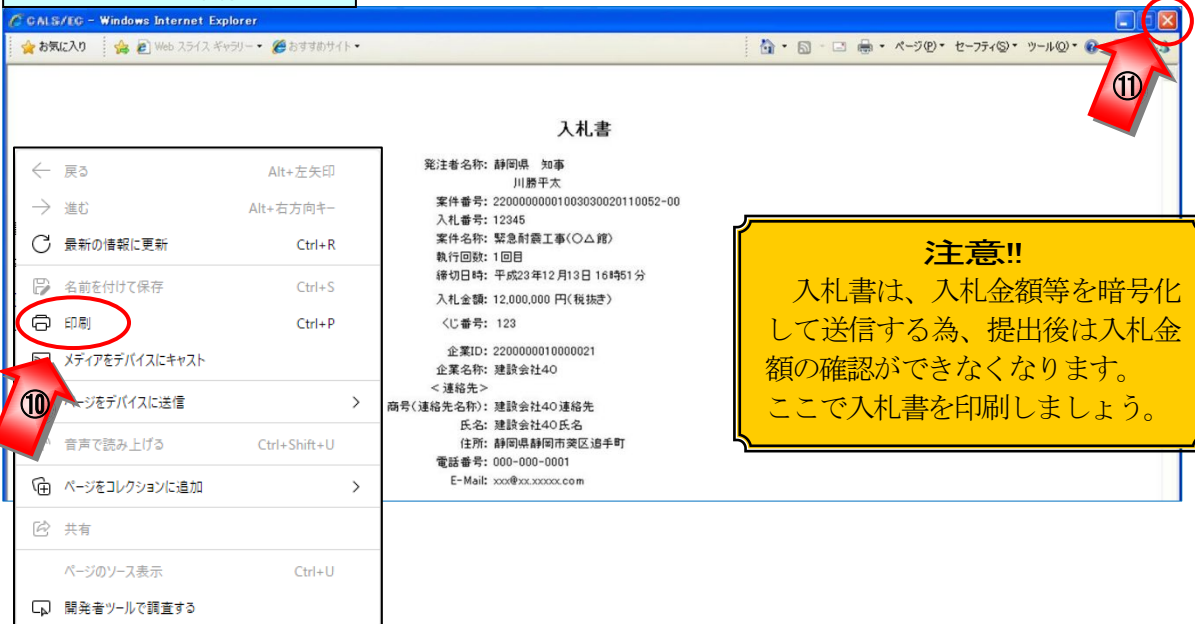 CALS/EC - Windows Internet Explorer
お気に入り Web スライス ギャラリー おすすめサイト ページ(P) セーフティ(S) ツール(O)
⑪
入札書
発注者名称: 静岡県 知事
川勝平太
案件番号: 22000000001003030020110052-00
入札番号: 12345
案件名称: 緊急耐震工事(○△館)
執行回数: 1回目
締切日時: 平成23年12月13日 16時51分
入札金額: 12,000,000 円(税抜き)
くじ番号: 123
企業ID: 2200000010000021
企業名称: 建設会社40
<連絡先>
商号(連絡先名称): 建設会社40連絡先
氏名: 建設会社40氏名
住所: 静岡県静岡市葵区追手町
電話番号: 000-000-0001
E-Mail: xxx@xx.xxxxx.com
戻る Alt+左矢印
進む Alt+右方向キー
最新の情報に更新 Ctrl+R
名前を付けて保存 Ctrl+S
印刷 Ctrl+P
メディアをデバイスにキャスト
⑩
ページをデバイスに送信
音声で読み上げる Ctrl+Shift+U
ページをコレクションに追加
共有
ページのソース表示 Ctrl+U
開発者ツールで調査する
注意!!
入札書は、入札金額等を暗号化
して送信する為、提出後は入札金
額の確認ができなくなります。
ここで入札書を印刷しましょう。